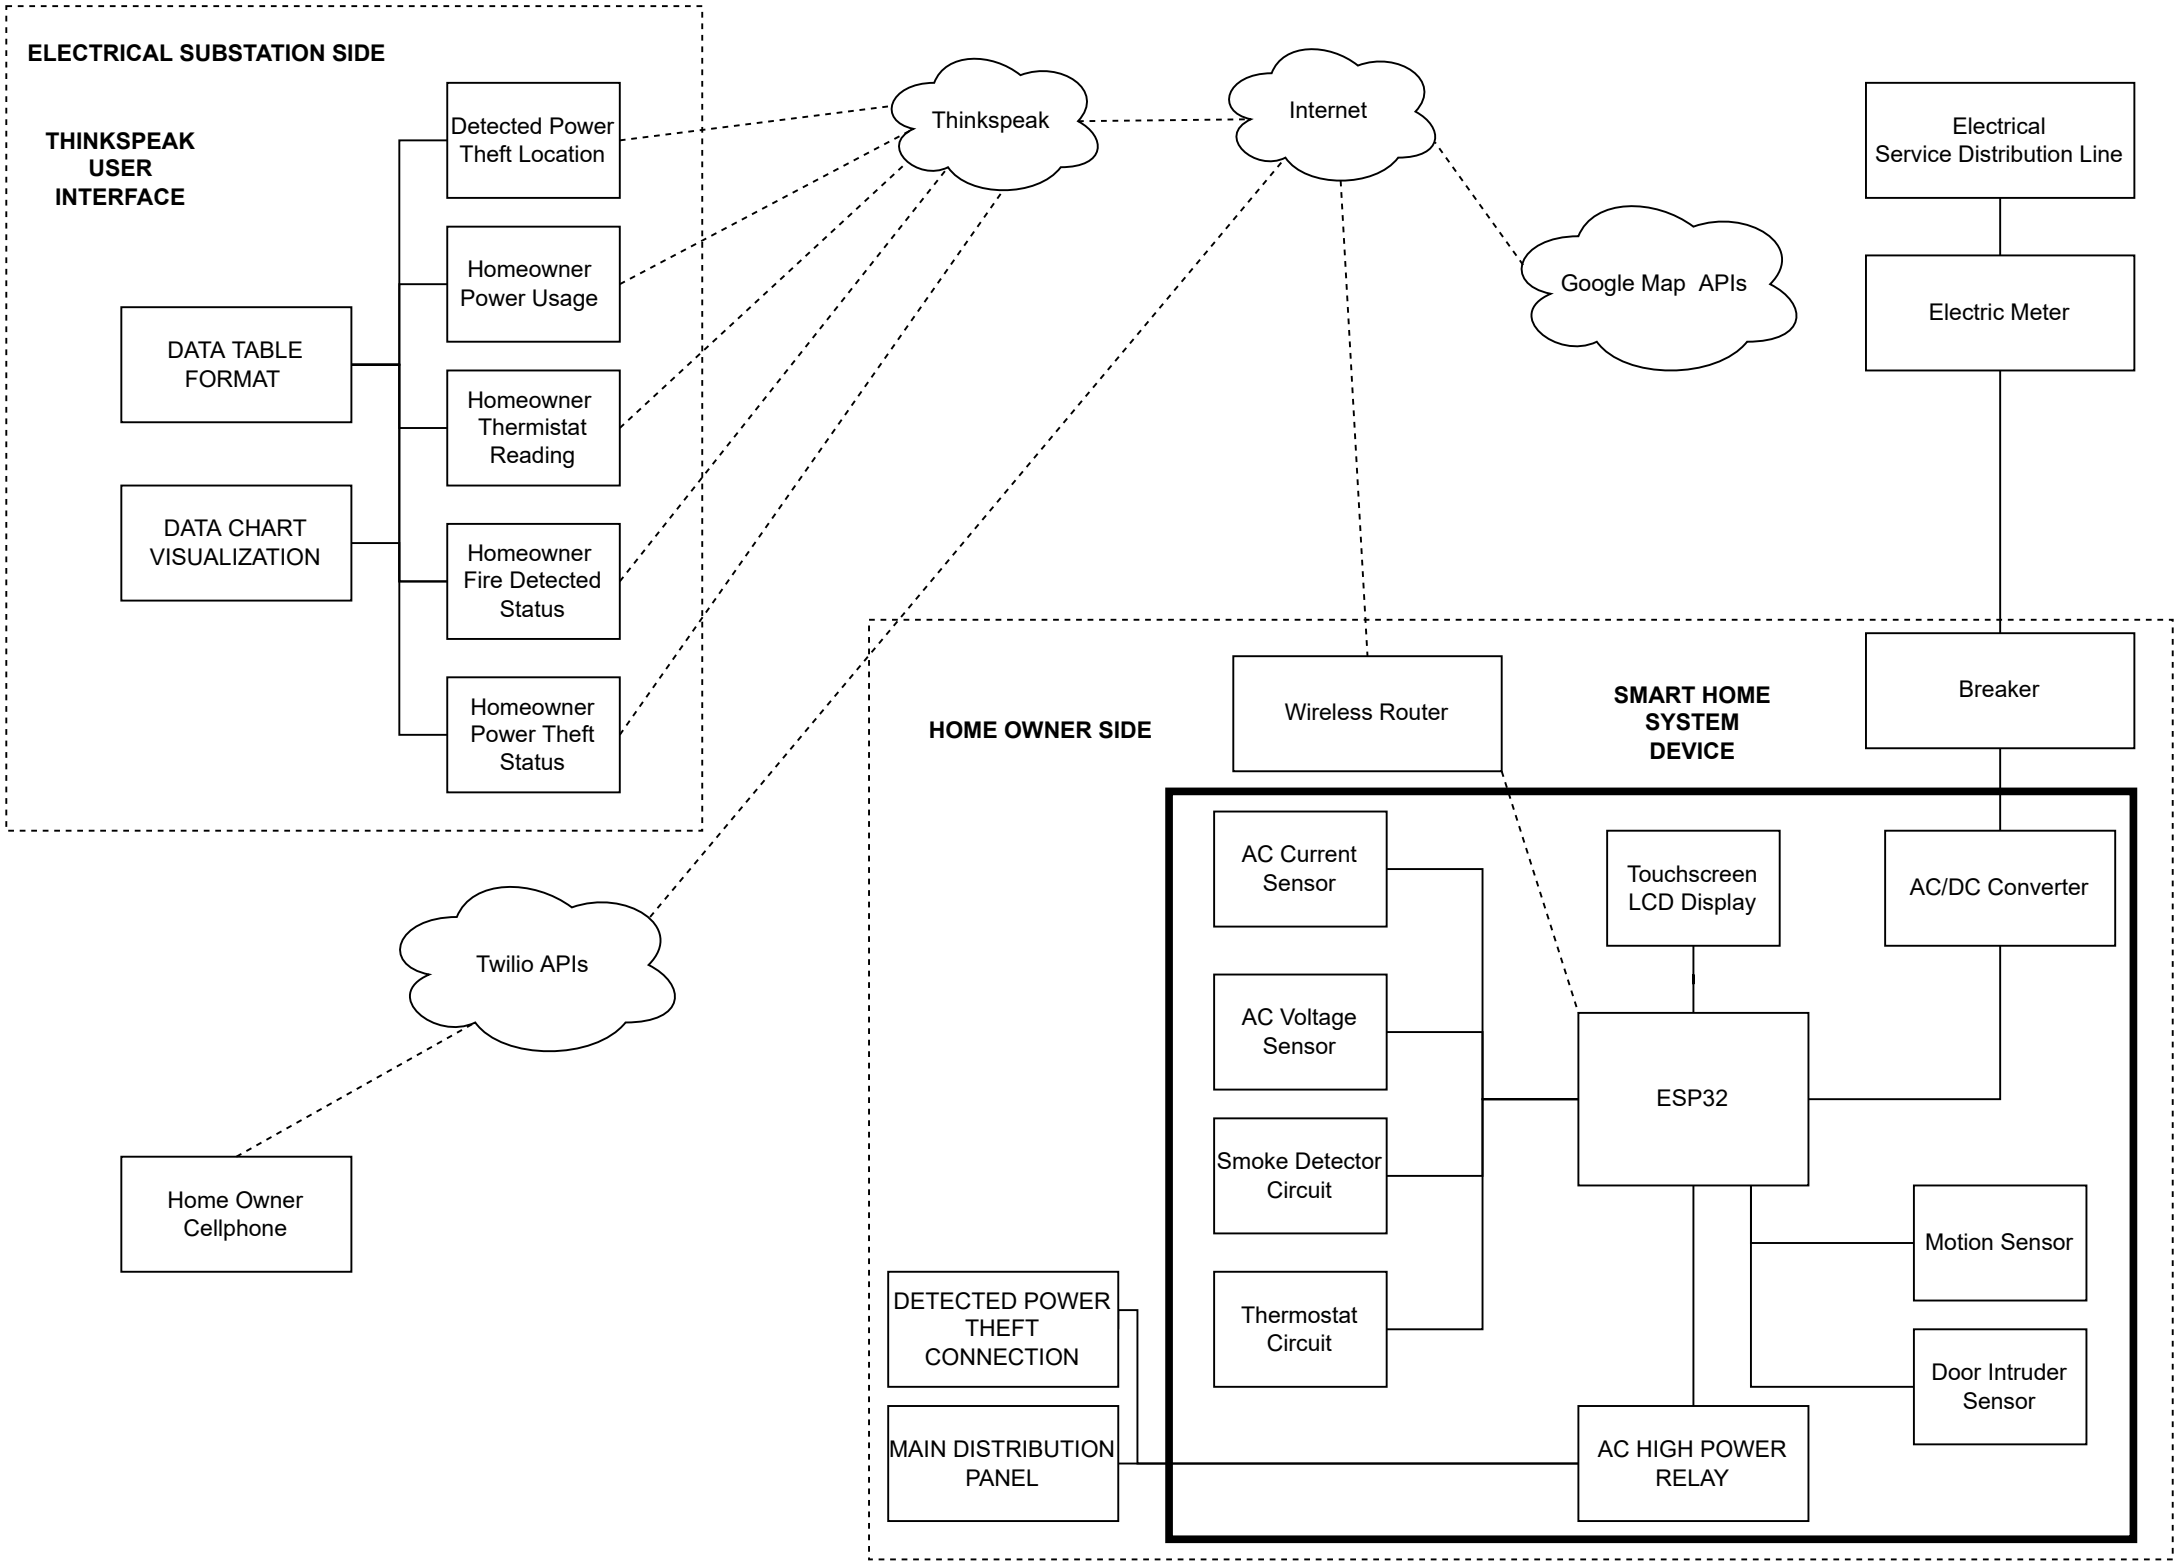 ELECTRICAL SUBSTATION SIDE
THINKSPEAK
USER
INTERFACE
DATA TABLE
FORMAT
DATA CHART
VISUALIZATION
Detected Power
Theft Location
Homeowner
Power Usage
Homeowner
Thermistat
Reading
Homeowner
Fire Detected
Status
Homeowner
Power Theft
Status
Thinkspeak
Internet
Google Map APIs
Electrical
Service Distribution Line
Electric Meter
Twilio APIs
Home Owner
Cellphone
HOME OWNER SIDE
Wireless Router
SMART HOME
SYSTEM
DEVICE
Breaker
AC Current
Sensor
Touchscreen
LCD Display
AC/DC Converter
AC Voltage
Sensor
ESP32
Smoke Detector
Circuit
Motion Sensor
Thermostat
Circuit
Door Intruder
Sensor
DETECTED POWER
THEFT
CONNECTION
MAIN DISTRIBUTION
PANEL
AC HIGH POWER
RELAY